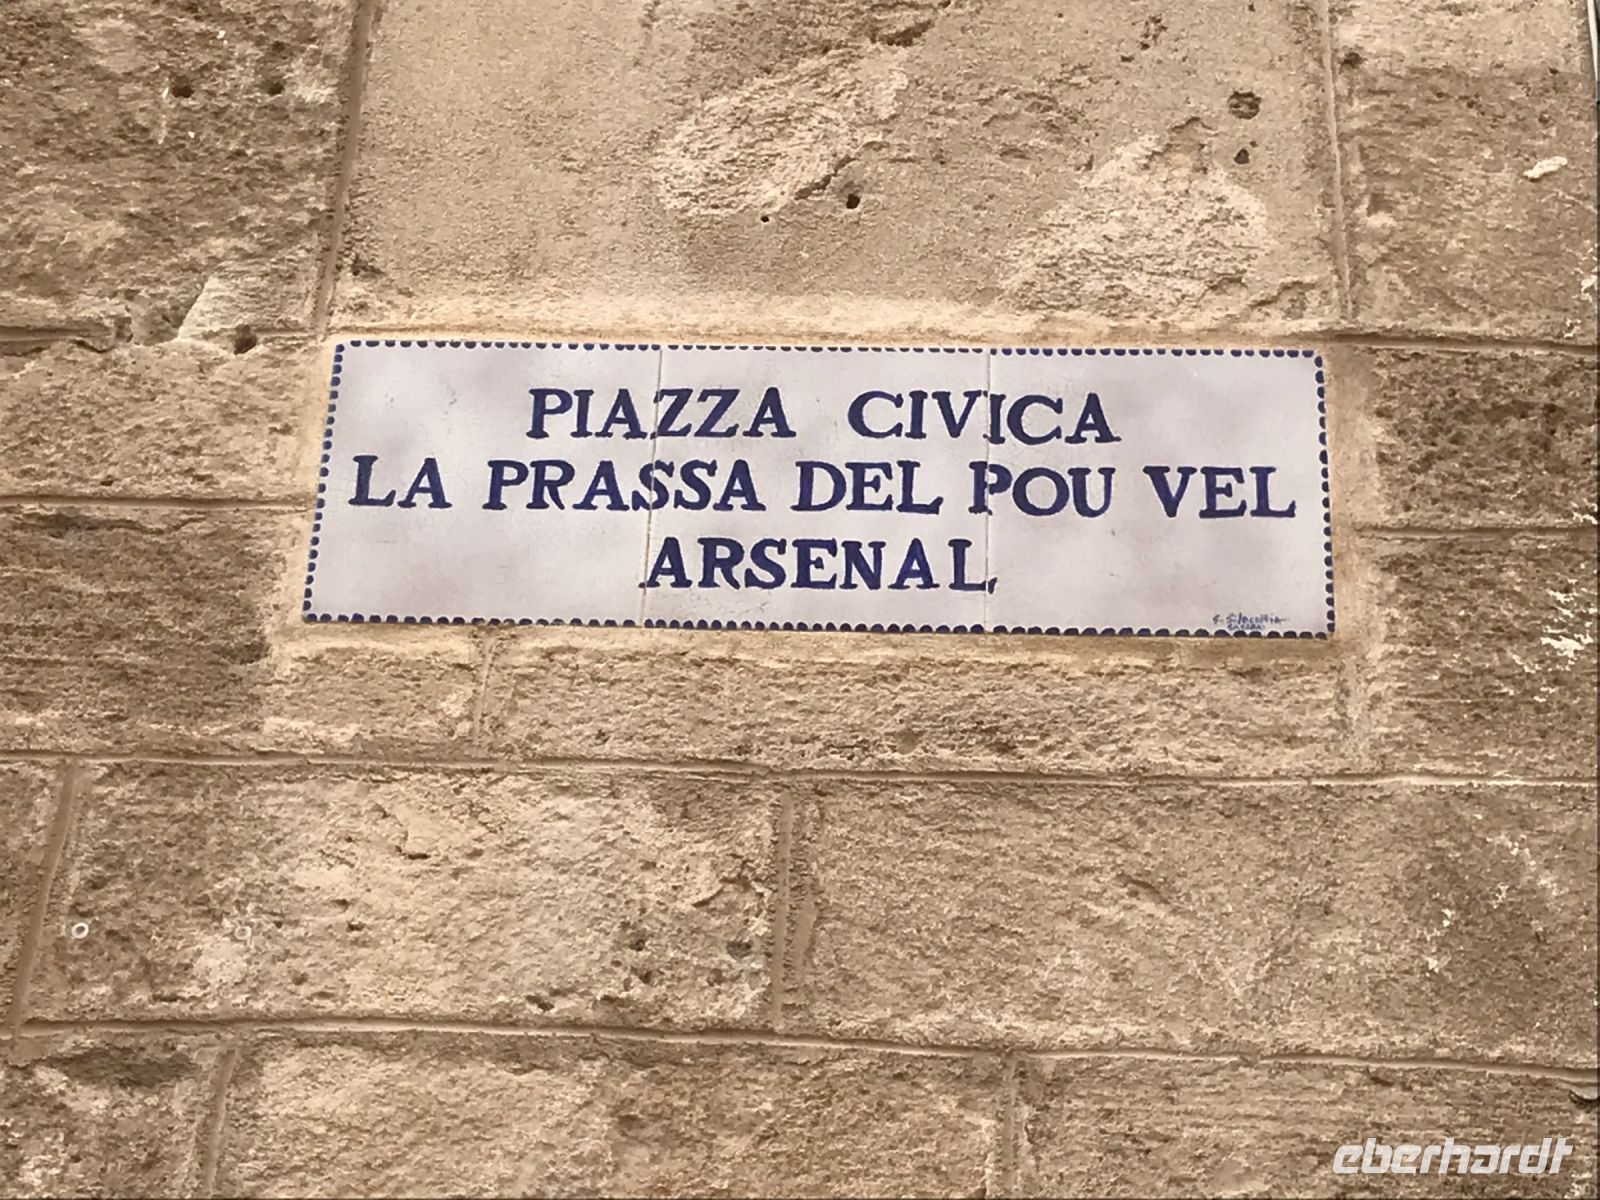 PIAZZA CIVICA
LA PRASSA DEL POU VEL
ARSENAL
eberhardt